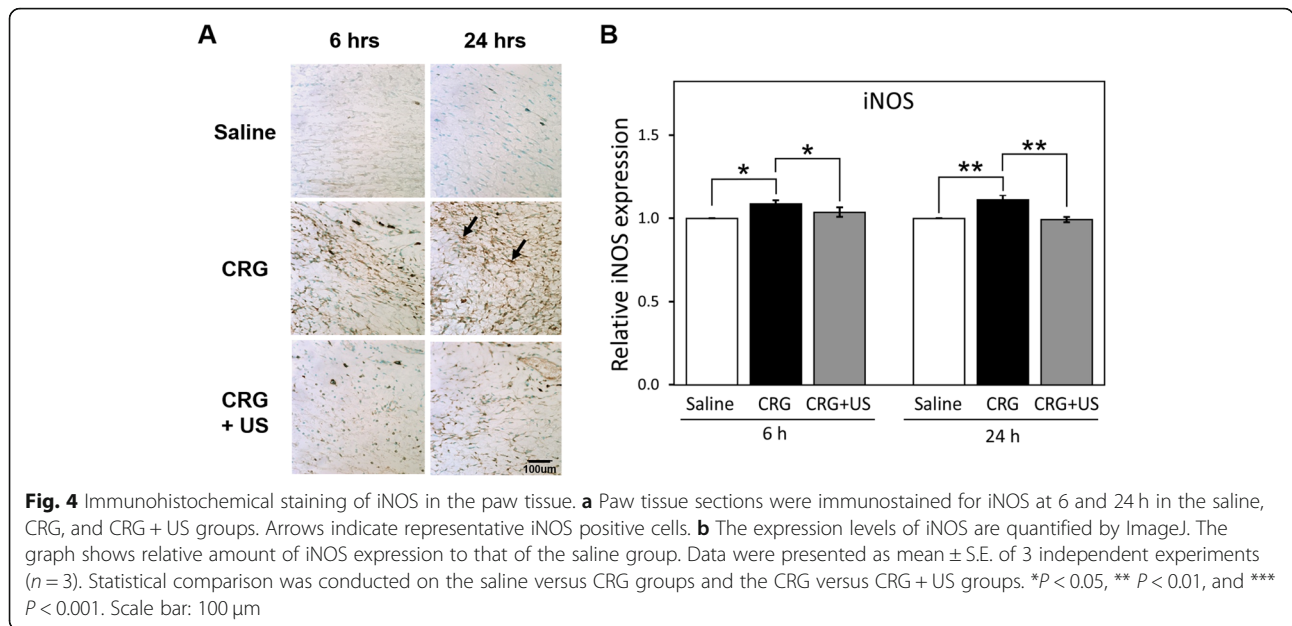 A
6 hrs
24 hrs
Saline
CRG
CRG
+ US
100um
B
iNOS
Relative iNOS expression
1.5
1.0
0.5
0.0
*
*
**
**
Saline
CRG
CRG+US
Saline
CRG
CRG+US
6 h
24 h
Fig. 4 Immunohistochemical staining of iNOS in the paw tissue. a Paw tissue sections were immunostained for iNOS at 6 and 24 h in the saline,
CRG, and CRG + US groups. Arrows indicate representative iNOS positive cells. b The expression levels of iNOS are quantified by ImageJ. The
graph shows relative amount of iNOS expression to that of the saline group. Data were presented as mean ± S.E. of 3 independent experiments
(n = 3). Statistical comparison was conducted on the saline versus CRG groups and the CRG versus CRG + US groups. *P < 0.05, ** P < 0.01, and ***
P < 0.001. Scale bar: 100 μm